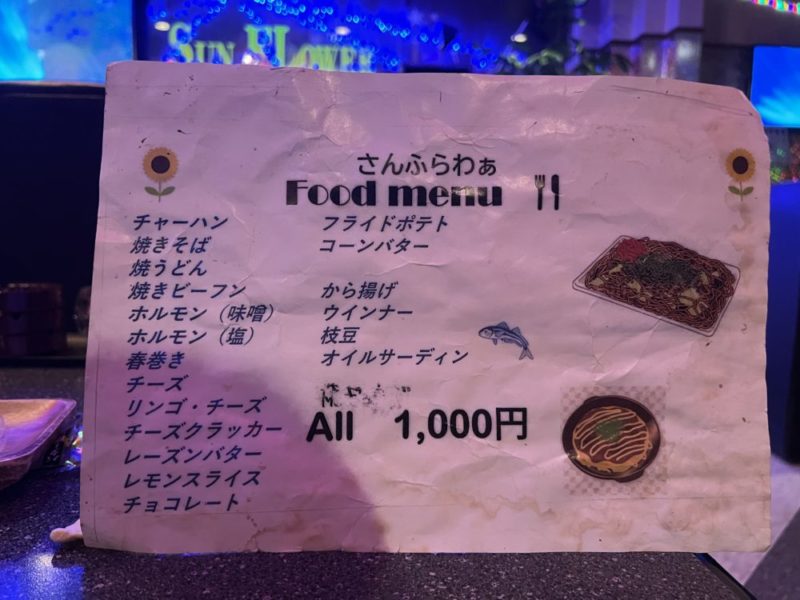 SUN FLOWER
さんふらわぁ
Food menu
チャーハン
焼きそば
焼うどん
焼きビーフン
ホルモン（味噌）
ホルモン（塩）
春巻き
チーズ
リンゴ・チーズ
チーズクラッカー
レーズンバター
レモンスライス
チョコレート
フライドポテト
コーンバター
から揚げ
ウインナー
枝豆
オイルサーディン
All 1,000円